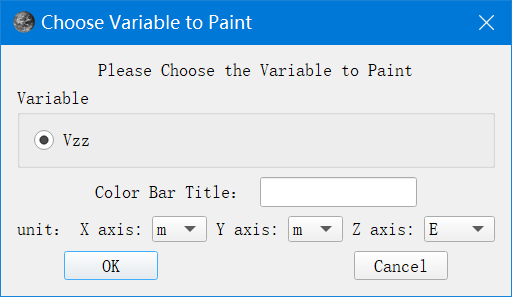 Choose Variable to Paint
Please Choose the Variable to Paint
Variable
Vzz
Color Bar Title:
unit: X axis: m Y axis: m Z axis: E
OK Cancel